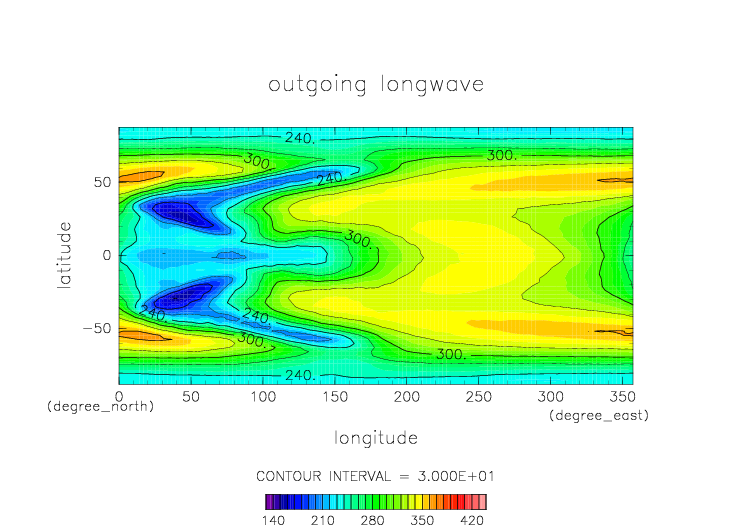 outgoing longwave
240.
300.
300.
50
240.
latitude
0
300.
240.
240.
-50
300.
300.
240.
0 50 100 150 200 250 300 350
(degree_north)
(degree_east)
longitude
CONTOUR INTERVAL = 3.000E+01
140 210 280 350 420